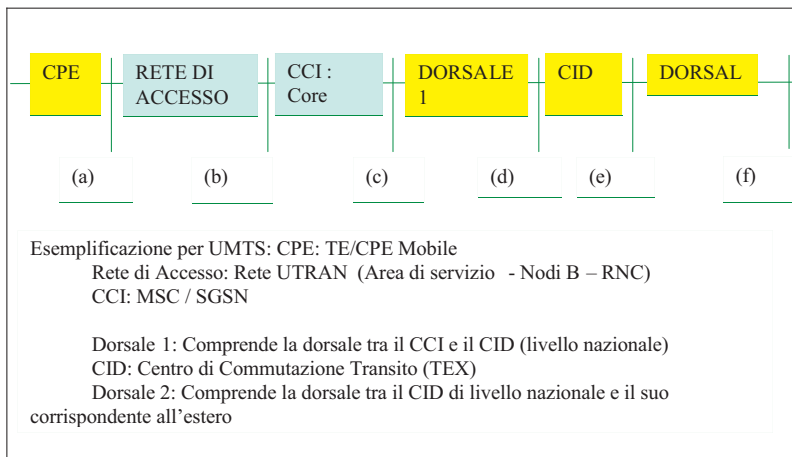 CPE
RETE DI
ACCESSO
CCI :
Core
DORSALE
1
CID
DORSAL
(a)
(b)
(c)
(d)
(e)
(f)
Esemplificazione per UMTS: CPE: TE/CPE Mobile
Rete di Accesso: Rete UTRAN (Area di servizio - Nodi B – RNC)
CCI: MSC / SGSN
Dorsale 1: Comprende la dorsale tra il CCI e il CID (livello nazionale)
CID: Centro di Commutazione Transito (TEX)
Dorsale 2: Comprende la dorsale tra il CID di livello nazionale e il suo
corrispondente all’estero